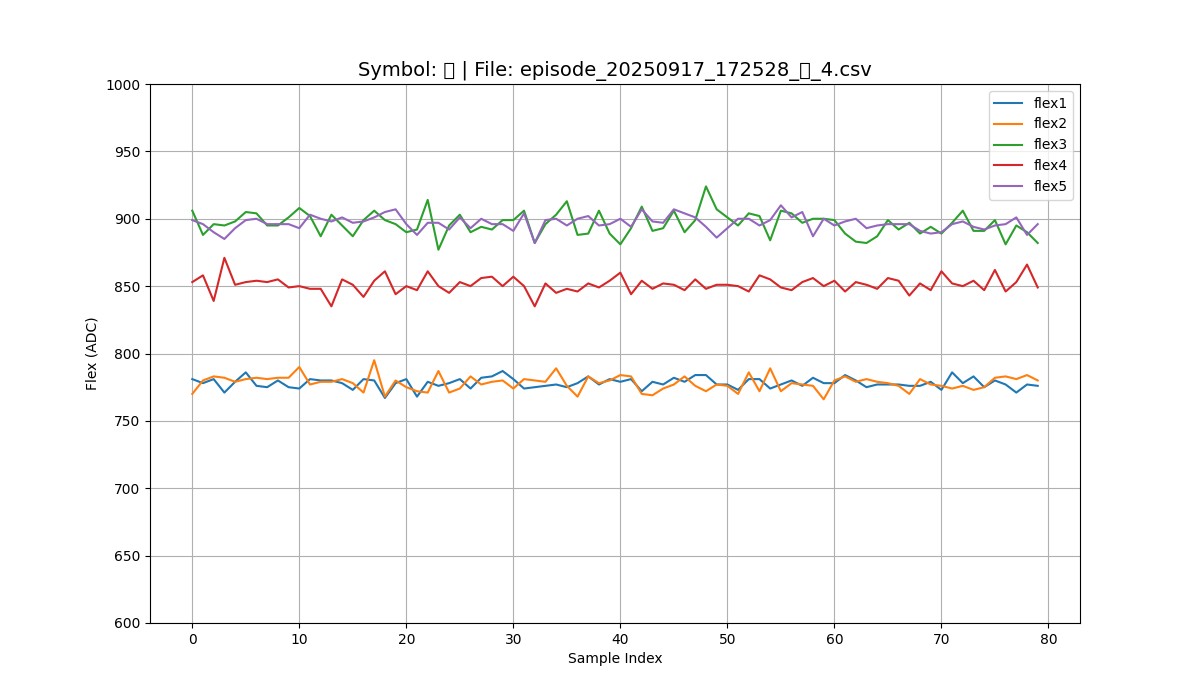 Symbol: | File: episode_20250917_172528_ _4.csv
1000
950
900
850
800
750
700
650
600
Flex (ADC)
flex1
flex2
flex3
flex4
flex5
0 10 20 30 40 50 60 70 80
Sample Index